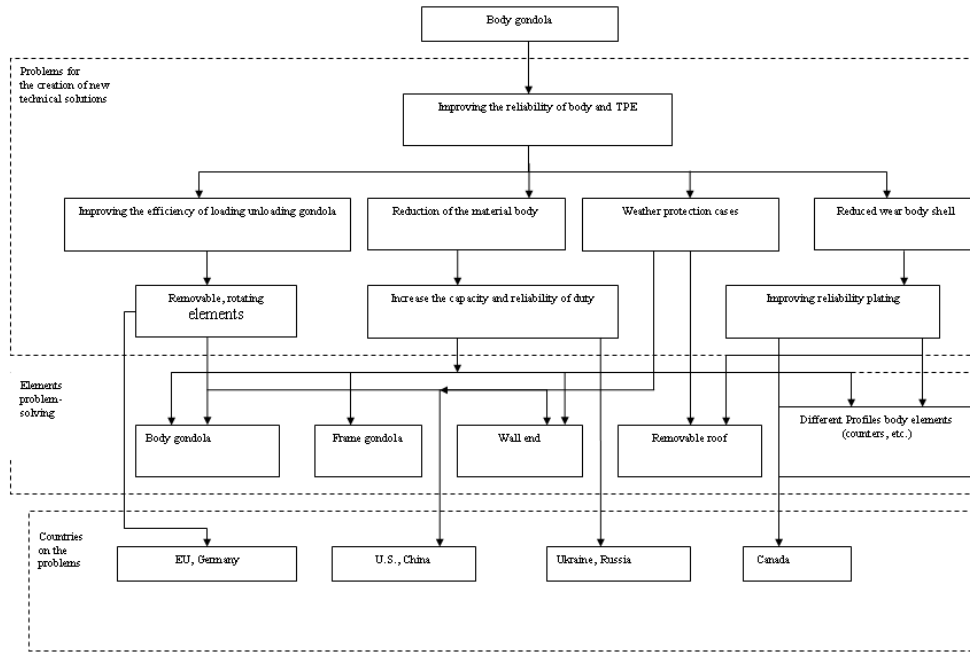 Body gondola
Problems for
the creation of new
technical solutions
Improving the reliability of body and TPE
Improving the efficiency of loading unloading gondola
Reduction of the material body
Weather protection cases
Reduced wear body shell
Removable, rotating
elements
Increase the capacity and reliability of duty
Improving reliability plating
Elements
problem-
solving
Body gondola
Frame gondola
Wall end
Removable roof
Different Profiles body elements
(counters, etc.)
Countries
on the
problems
EU, Germany
U.S., China
Ukraine, Russia
Canada